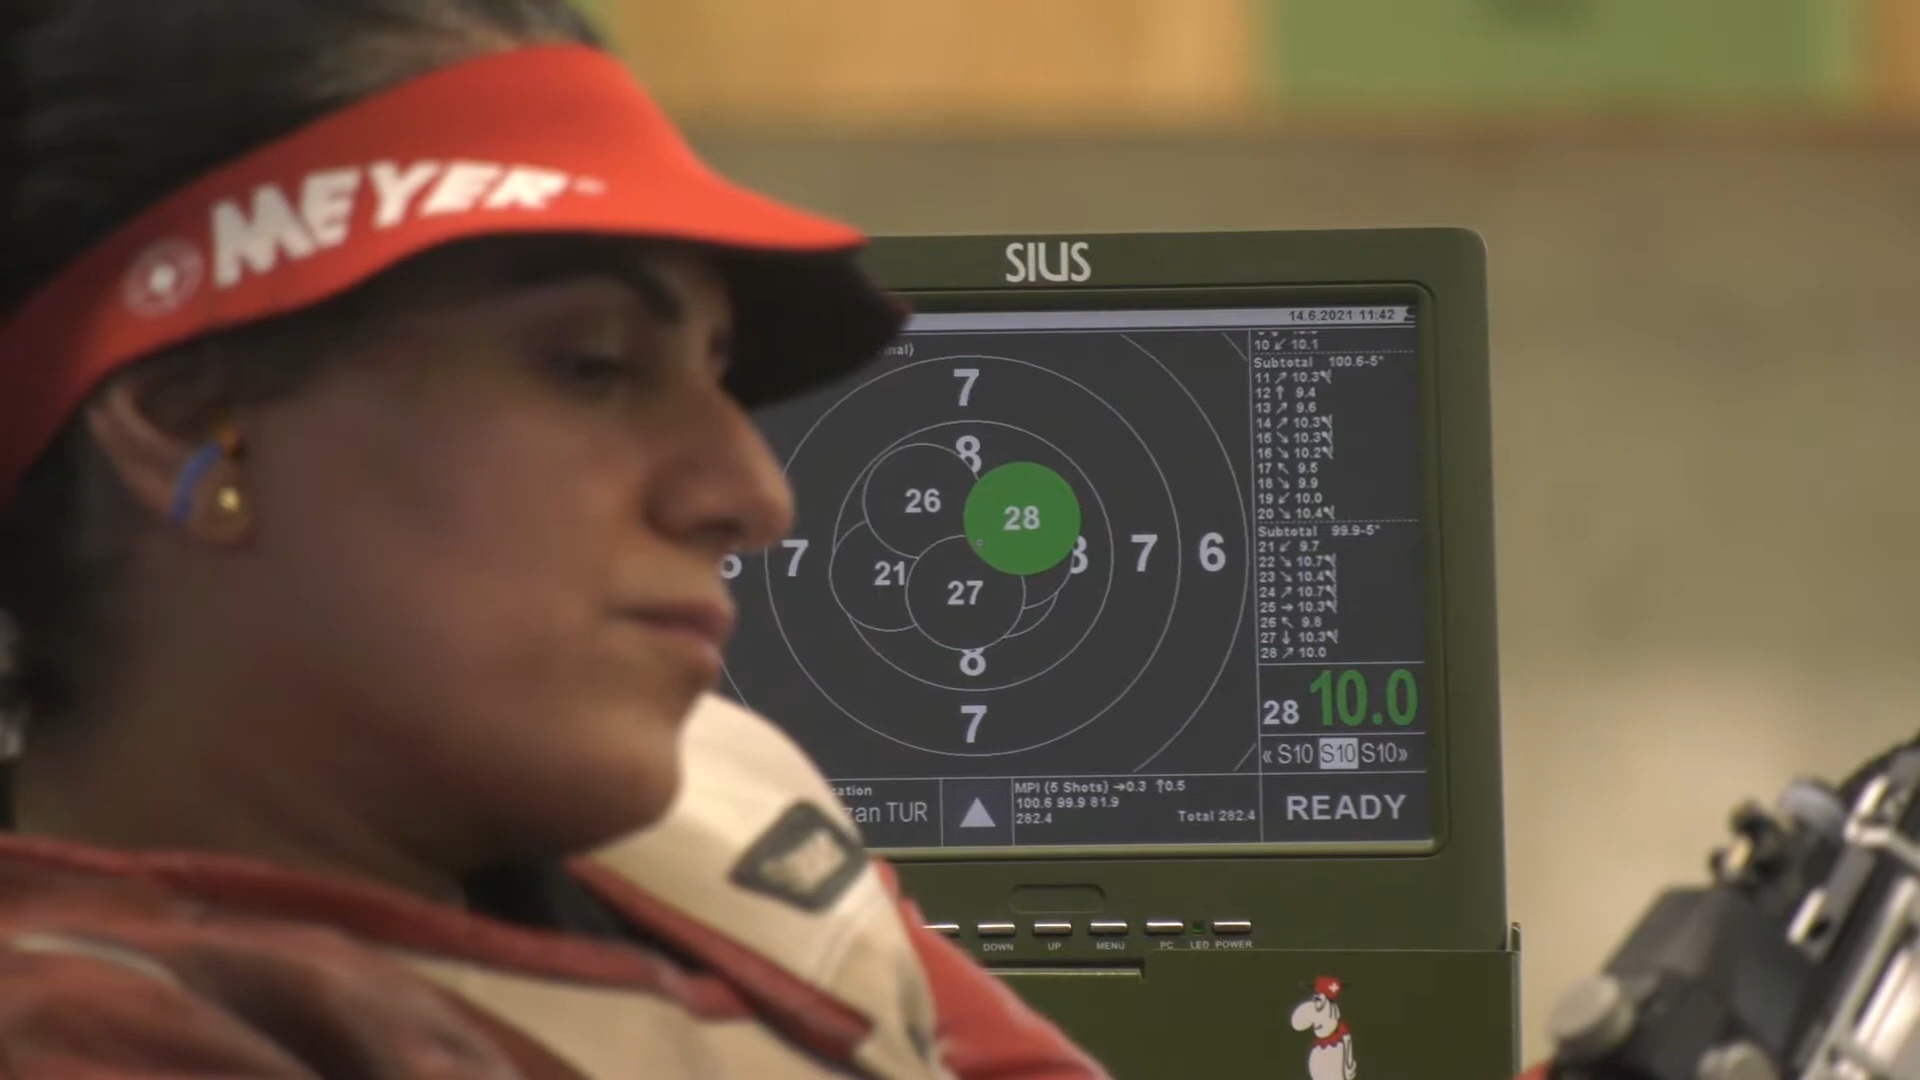 MEYER
SIUS
14.6.2021 11:42
nal)
7
8
26
28
7
21
27
8
7
6
8
7
10 ↙ 10.1
Subtotal 100.6-5*
11 ↗ 10.3
12 ↑ 9.4
13 ↗ 9.6
14 ↗ 10.3
15 ↘ 10.3
16 ↘ 10.2
17 ↖ 9.5
18 ↘ 9.9
19 ↙ 10.0
20 ↘ 10.4
Subtotal 99.9-5*
21 ↙ 9.7
22 ↘ 10.7
23 ↘ 10.4
24 ↗ 10.7
25 → 10.3
26 ↖ 9.8
27 ↓ 10.3
28 ↗ 10.0
28 10.0
« S10 S10 S10 »
cation
zan TUR
MPI (5 Shots) →0.3 ↑0.5
100.6 99.9 81.9
282.4 Total 282.4
READY
DOWN UP MENU PC LED POWER